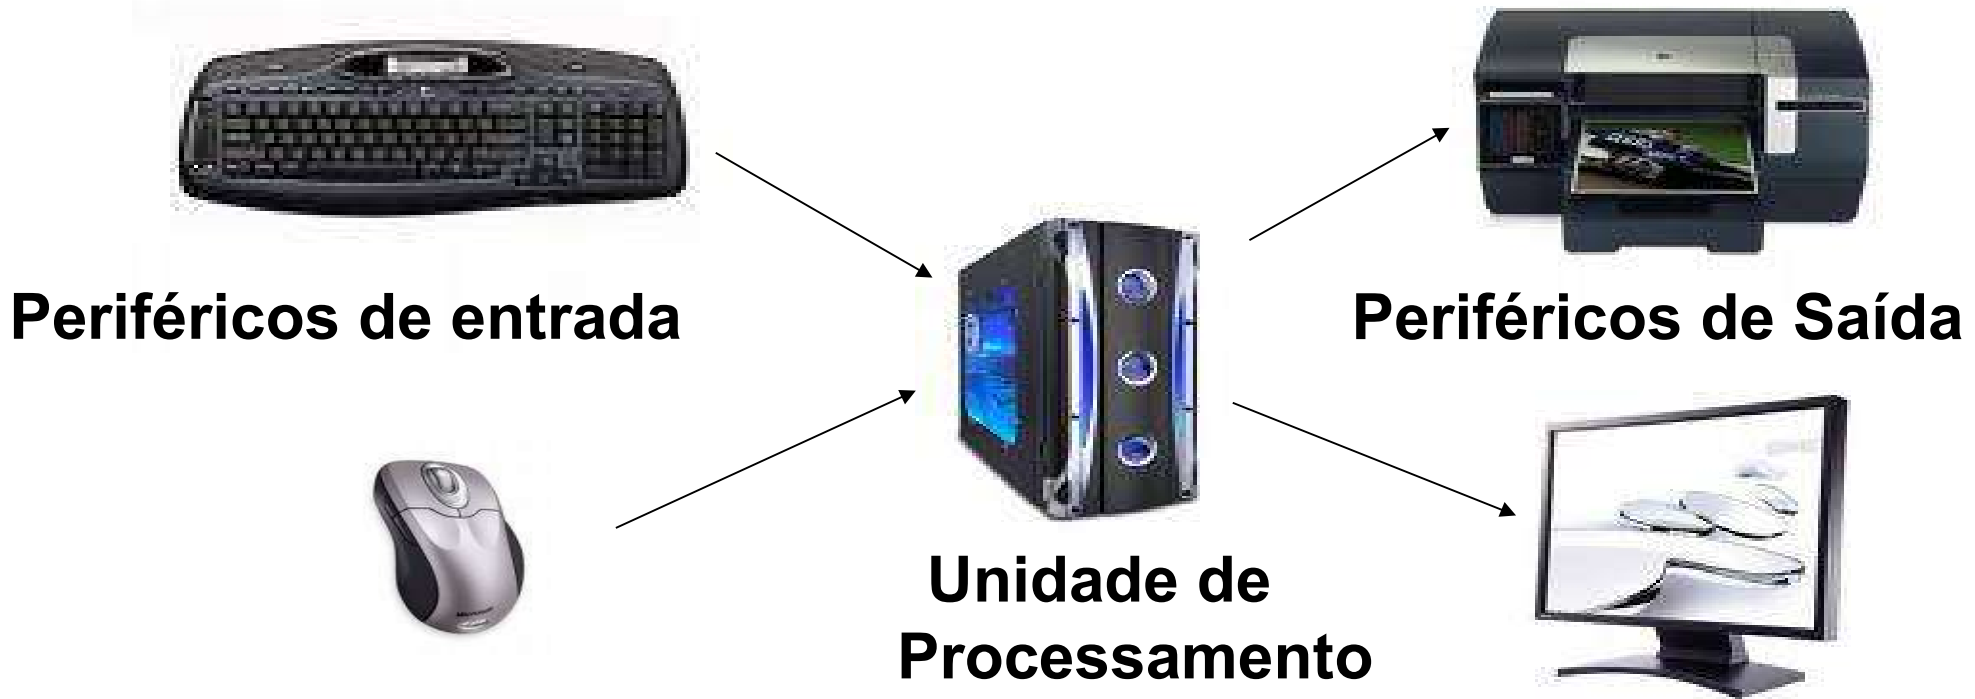 Periféricos de entrada
Periféricos de Saída
Unidade de
Processamento